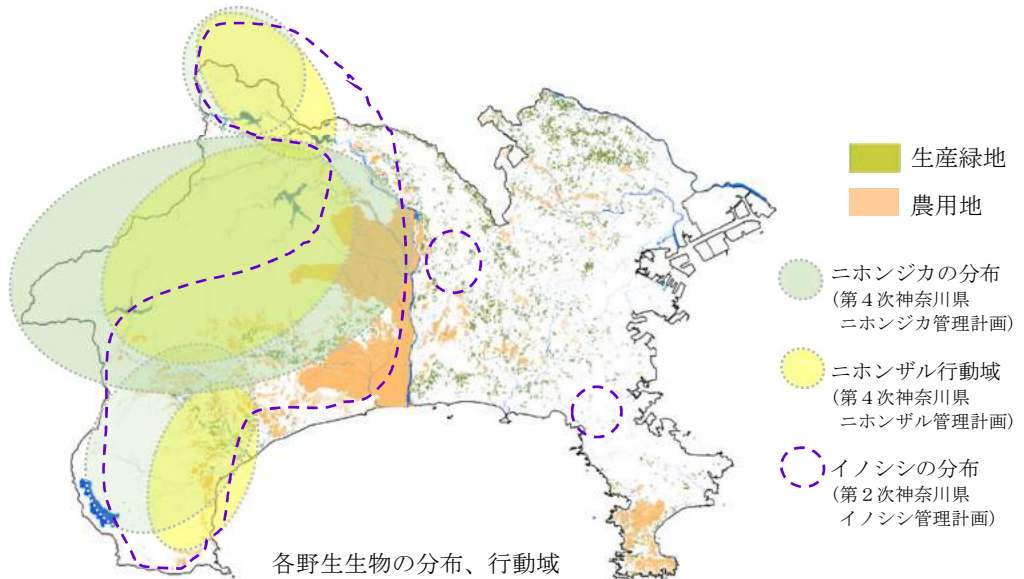 生産緑地
農用地
ニホンジカの分布
(第４次神奈川県
ニホンジカ管理計画)
ニホンザル行動域
(第４次神奈川県
ニホンザル管理計画)
イノシシの分布
(第２次神奈川県
イノシシ管理計画)
各野生生物の分布、行動域